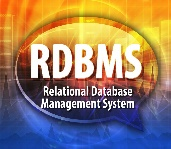 RDBMS
Relational Database
Management System